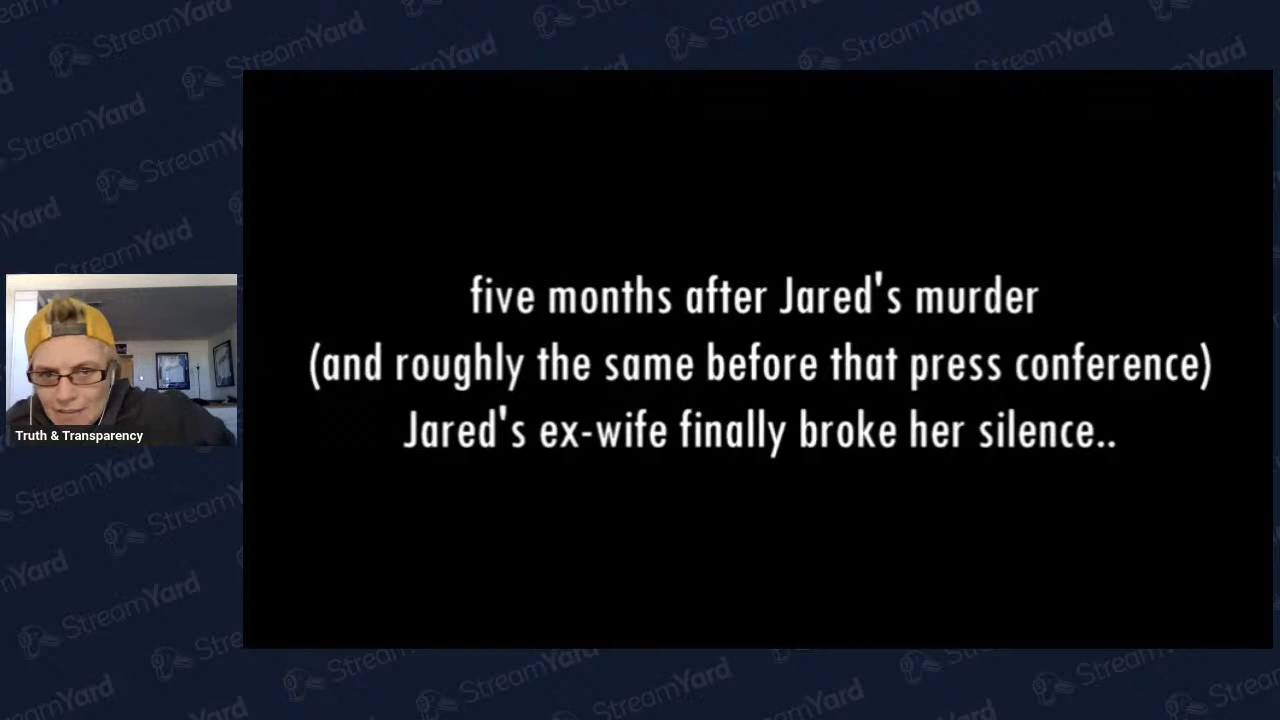 five months after Jared's murder
(and roughly the same before that press conference)
Jared's ex-wife finally broke her silence..
Truth & Transparency
StreamYard